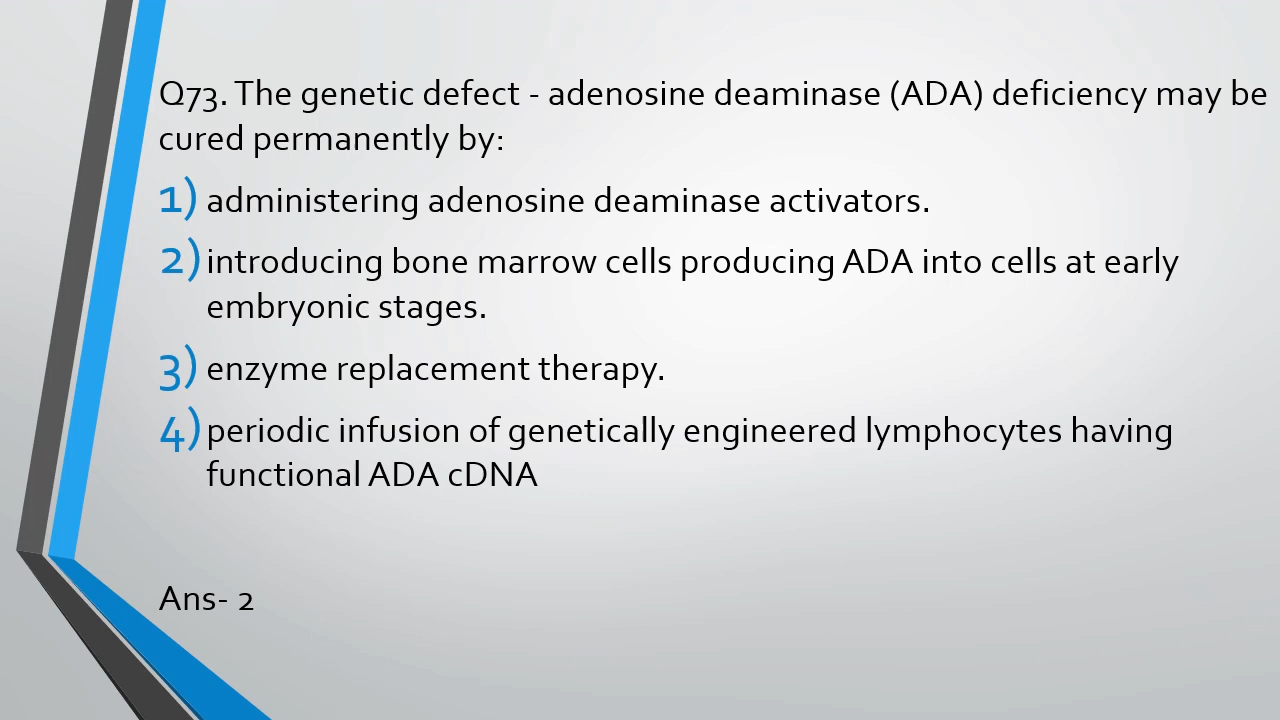 Q73. The genetic defect - adenosine deaminase (ADA) deficiency may be
cured permanently by:
1) administering adenosine deaminase activators.
2) introducing bone marrow cells producing ADA into cells at early
embryonic stages.
3) enzyme replacement therapy.
4) periodic infusion of genetically engineered lymphocytes having
functional ADA cDNA
Ans- 2